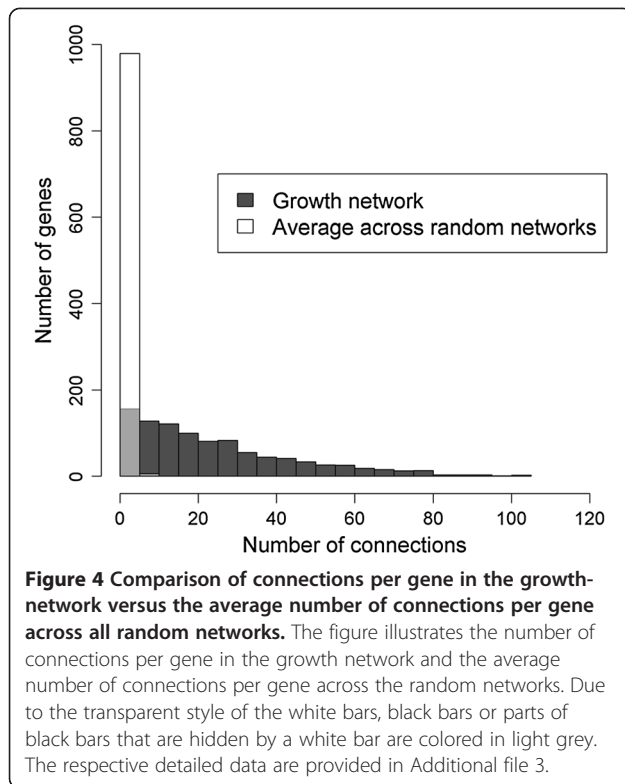 1000
800
600
400
200
0
Number of genes
Growth network
Average across random networks
0 20 40 60 80 100 120
Number of connections
Figure 4 Comparison of connections per gene in the growth-
network versus the average number of connections per gene
across all random networks. The figure illustrates the number of
connections per gene in the growth network and the average
number of connections per gene across the random networks. Due
to the transparent style of the white bars, black bars or parts of
black bars that are hidden by a white bar are colored in light grey.
The respective detailed data are provided in Additional file 3.